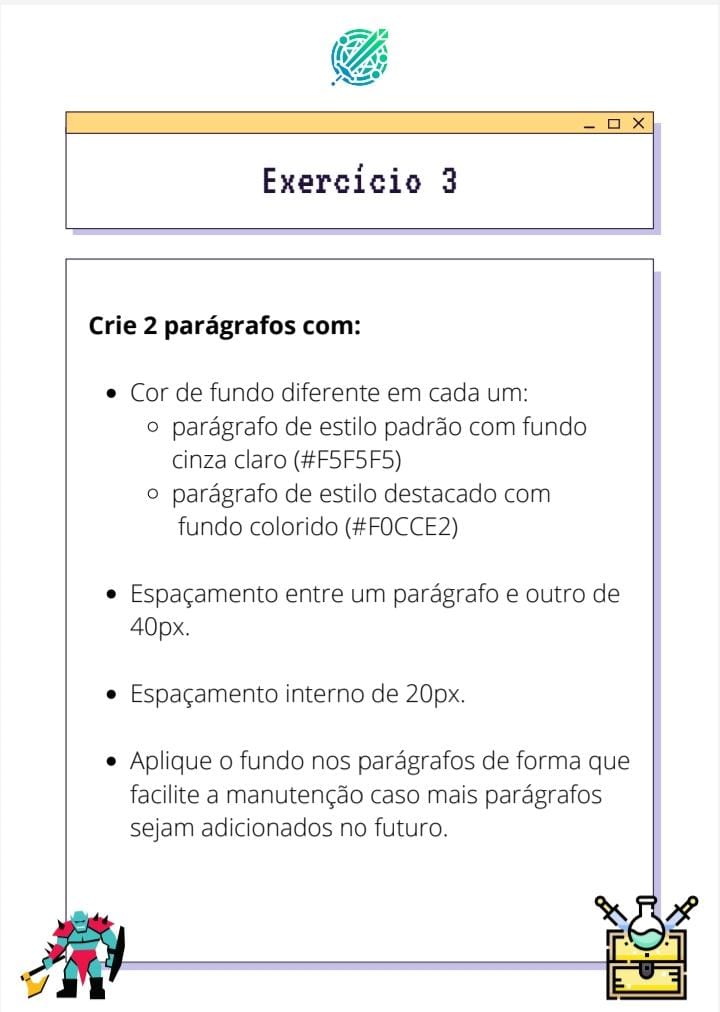 Exercício 3
Crie 2 parágrafos com:
Cor de fundo diferente em cada um:
parágrafo de estilo padrão com fundo
cinza claro (#F5F5F5)
parágrafo de estilo destacado com
fundo colorido (#F0CCE2)
Espaçamento entre um parágrafo e outro de
40px.
Espaçamento interno de 20px.
Aplique o fundo nos parágrafos de forma que
facilite a manutenção caso mais parágrafos
sejam adicionados no futuro.